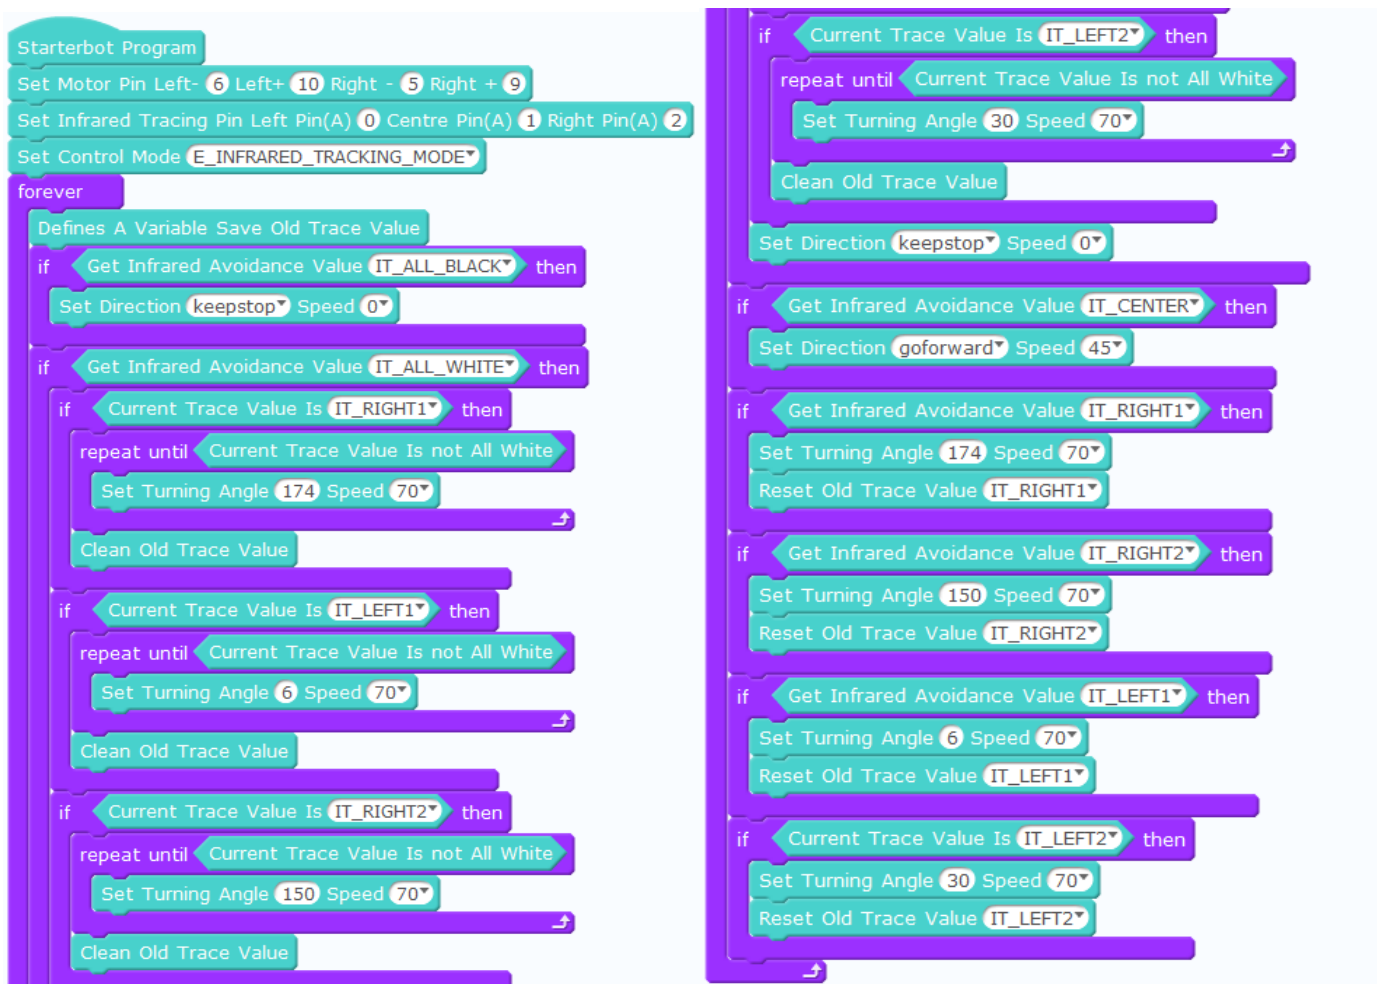 Starterbot Program
Set Motor Pin Left- 6 Left+ 10 Right - 5 Right + 9
Set Infrared Tracing Pin Left Pin(A) 0 Centre Pin(A) 1 Right Pin(A) 2
Set Control Mode E_INFRARED_TRACKING_MODE
forever
Defines A Variable Save Old Trace Value
if Get Infrared Avoidance Value IT_ALL_BLACK then
Set Direction keepstop Speed 0
if Get Infrared Avoidance Value IT_ALL_WHITE then
if Current Trace Value Is IT_RIGHT1 then
repeat until Current Trace Value Is not All White
Set Turning Angle 174 Speed 70
Clean Old Trace Value
if Current Trace Value Is IT_LEFT1 then
repeat until Current Trace Value Is not All White
Set Turning Angle 6 Speed 70
Clean Old Trace Value
if Current Trace Value Is IT_RIGHT2 then
repeat until Current Trace Value Is not All White
Set Turning Angle 150 Speed 70
Clean Old Trace Value
if Current Trace Value Is IT_LEFT2 then
repeat until Current Trace Value Is not All White
Set Turning Angle 30 Speed 70
Clean Old Trace Value
Set Direction keepstop Speed 0
if Get Infrared Avoidance Value IT_CENTER then
Set Direction goforward Speed 45
if Get Infrared Avoidance Value IT_RIGHT1 then
Set Turning Angle 174 Speed 70
Reset Old Trace Value IT_RIGHT1
if Get Infrared Avoidance Value IT_RIGHT2 then
Set Turning Angle 150 Speed 70
Reset Old Trace Value IT_RIGHT2
if Get Infrared Avoidance Value IT_LEFT1 then
Set Turning Angle 6 Speed 70
Reset Old Trace Value IT_LEFT1
if Current Trace Value Is IT_LEFT2 then
Set Turning Angle 30 Speed 70
Reset Old Trace Value IT_LEFT2